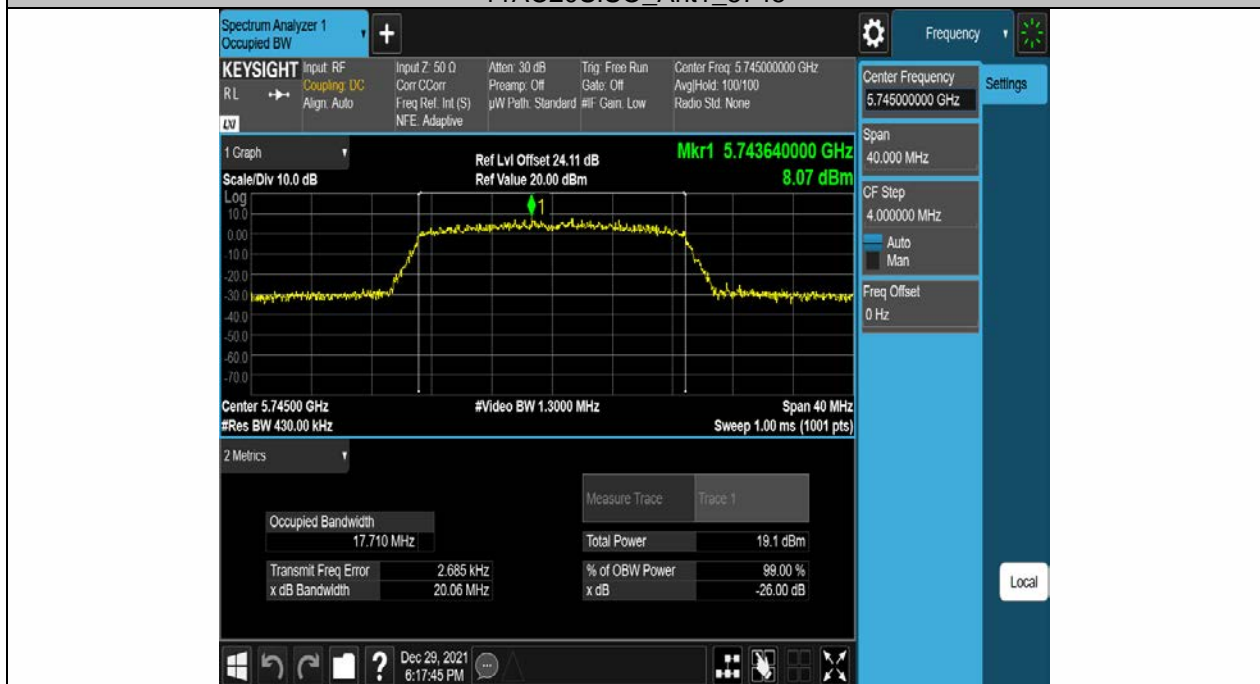 Spectrum Analyzer 1
Occupied BW
+
Frequency
KEYSIGHT
RL
LXI
Input: RF
Coupling: DC
Align: Auto
Input Z: 50 Ω
Corr CCorr
Freq Ref: Int (S)
NFE: Adaptive
Atten: 30 dB
Preamp: Off
µW Path: Standard
Trig: Free Run
Gate: Off
#IF Gain: Low
Center Freq: 5.745000000 GHz
Avg|Hold: 100/100
Radio Std: None
Center Frequency
5.745000000 GHz
Settings
Span
40.000 MHz
CF Step
4.000000 MHz
Auto
Man
Freq Offset
0 Hz
1 Graph
Scale/Div 10.0 dB
Ref Lvl Offset 24.11 dB
Ref Value 20.00 dBm
Mkr1 5.743640000 GHz
8.07 dBm
Log
10.0
0.00
-10.0
-20.0
-30.0
-40.0
-50.0
-60.0
-70.0
1
Center 5.74500 GHz
#Res BW 430.00 kHz
#Video BW 1.3000 MHz
Span 40 MHz
Sweep 1.00 ms (1001 pts)
2 Metrics
Measure Trace Trace 1
Occupied Bandwidth
17.710 MHz
Total Power 19.1 dBm
Transmit Freq Error 2.685 kHz
% of OBW Power 99.00 %
x dB Bandwidth 20.06 MHz
x dB -26.00 dB
Local
?
Dec 29, 2021
6:17:45 PM